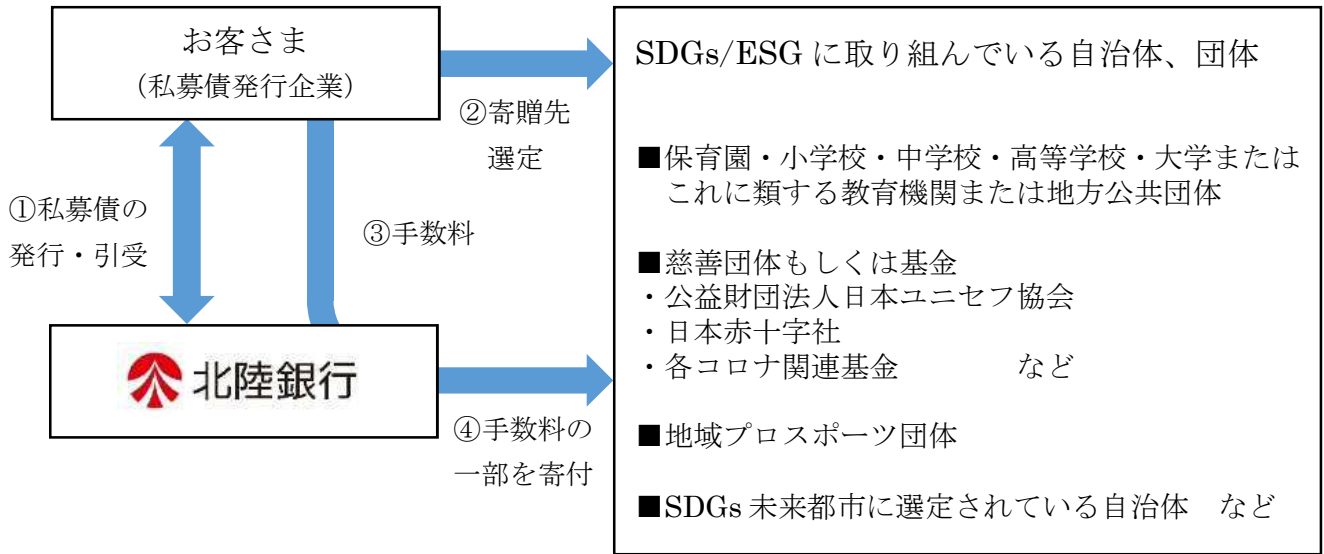 お客さま
（私募債発行企業）
①私募債の
発行・引受
②寄贈先
選定
③手数料
北陸銀行
④手数料の
一部を寄付
SDGs/ESG に取り組んでいる自治体、団体
■保育園・小学校・中学校・高等学校・大学または
これに類する教育機関または地方公共団体
■慈善団体もしくは基金
・公益財団法人日本ユニセフ協会
・日本赤十字社
・各コロナ関連基金　　　　など
■地域プロスポーツ団体
■SDGs 未来都市に選定されている自治体　など